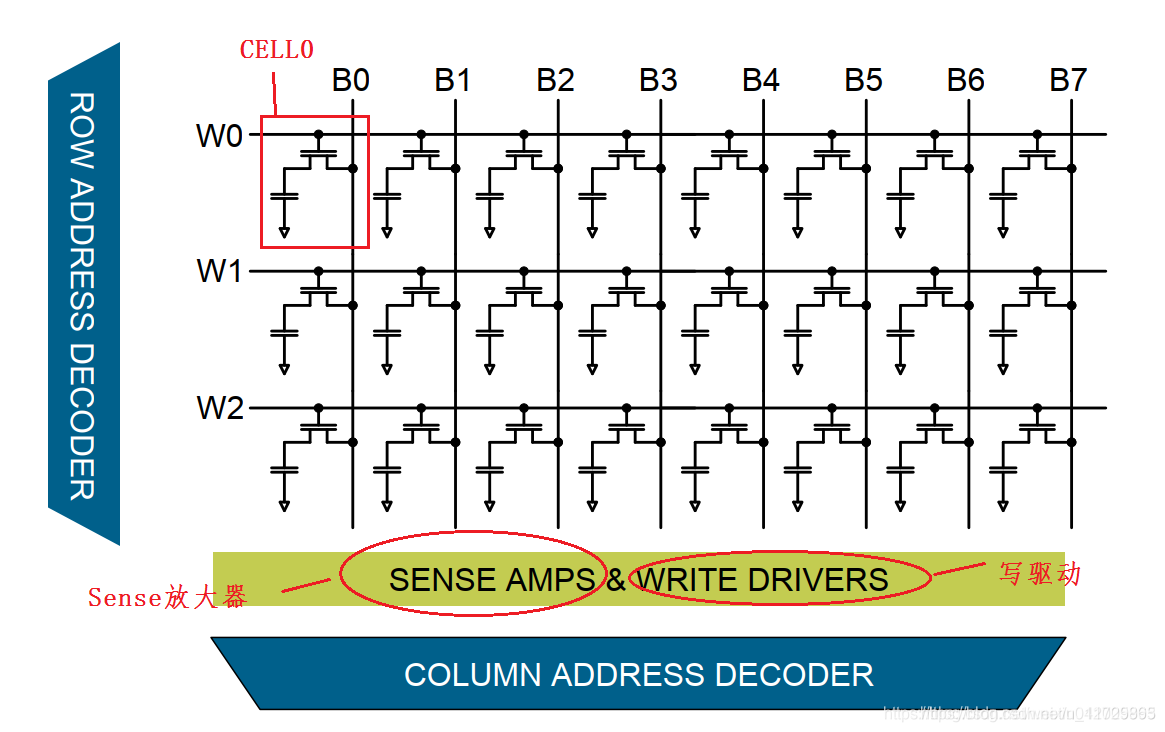 CELL0
B0 B1 B2 B3 B4 B5 B6 B7
W0
W1
W2
ROW ADDRESS DECODER
SENSE AMPS & WRITE DRIVERS
Sense放大器
写驱动
COLUMN ADDRESS DECODER